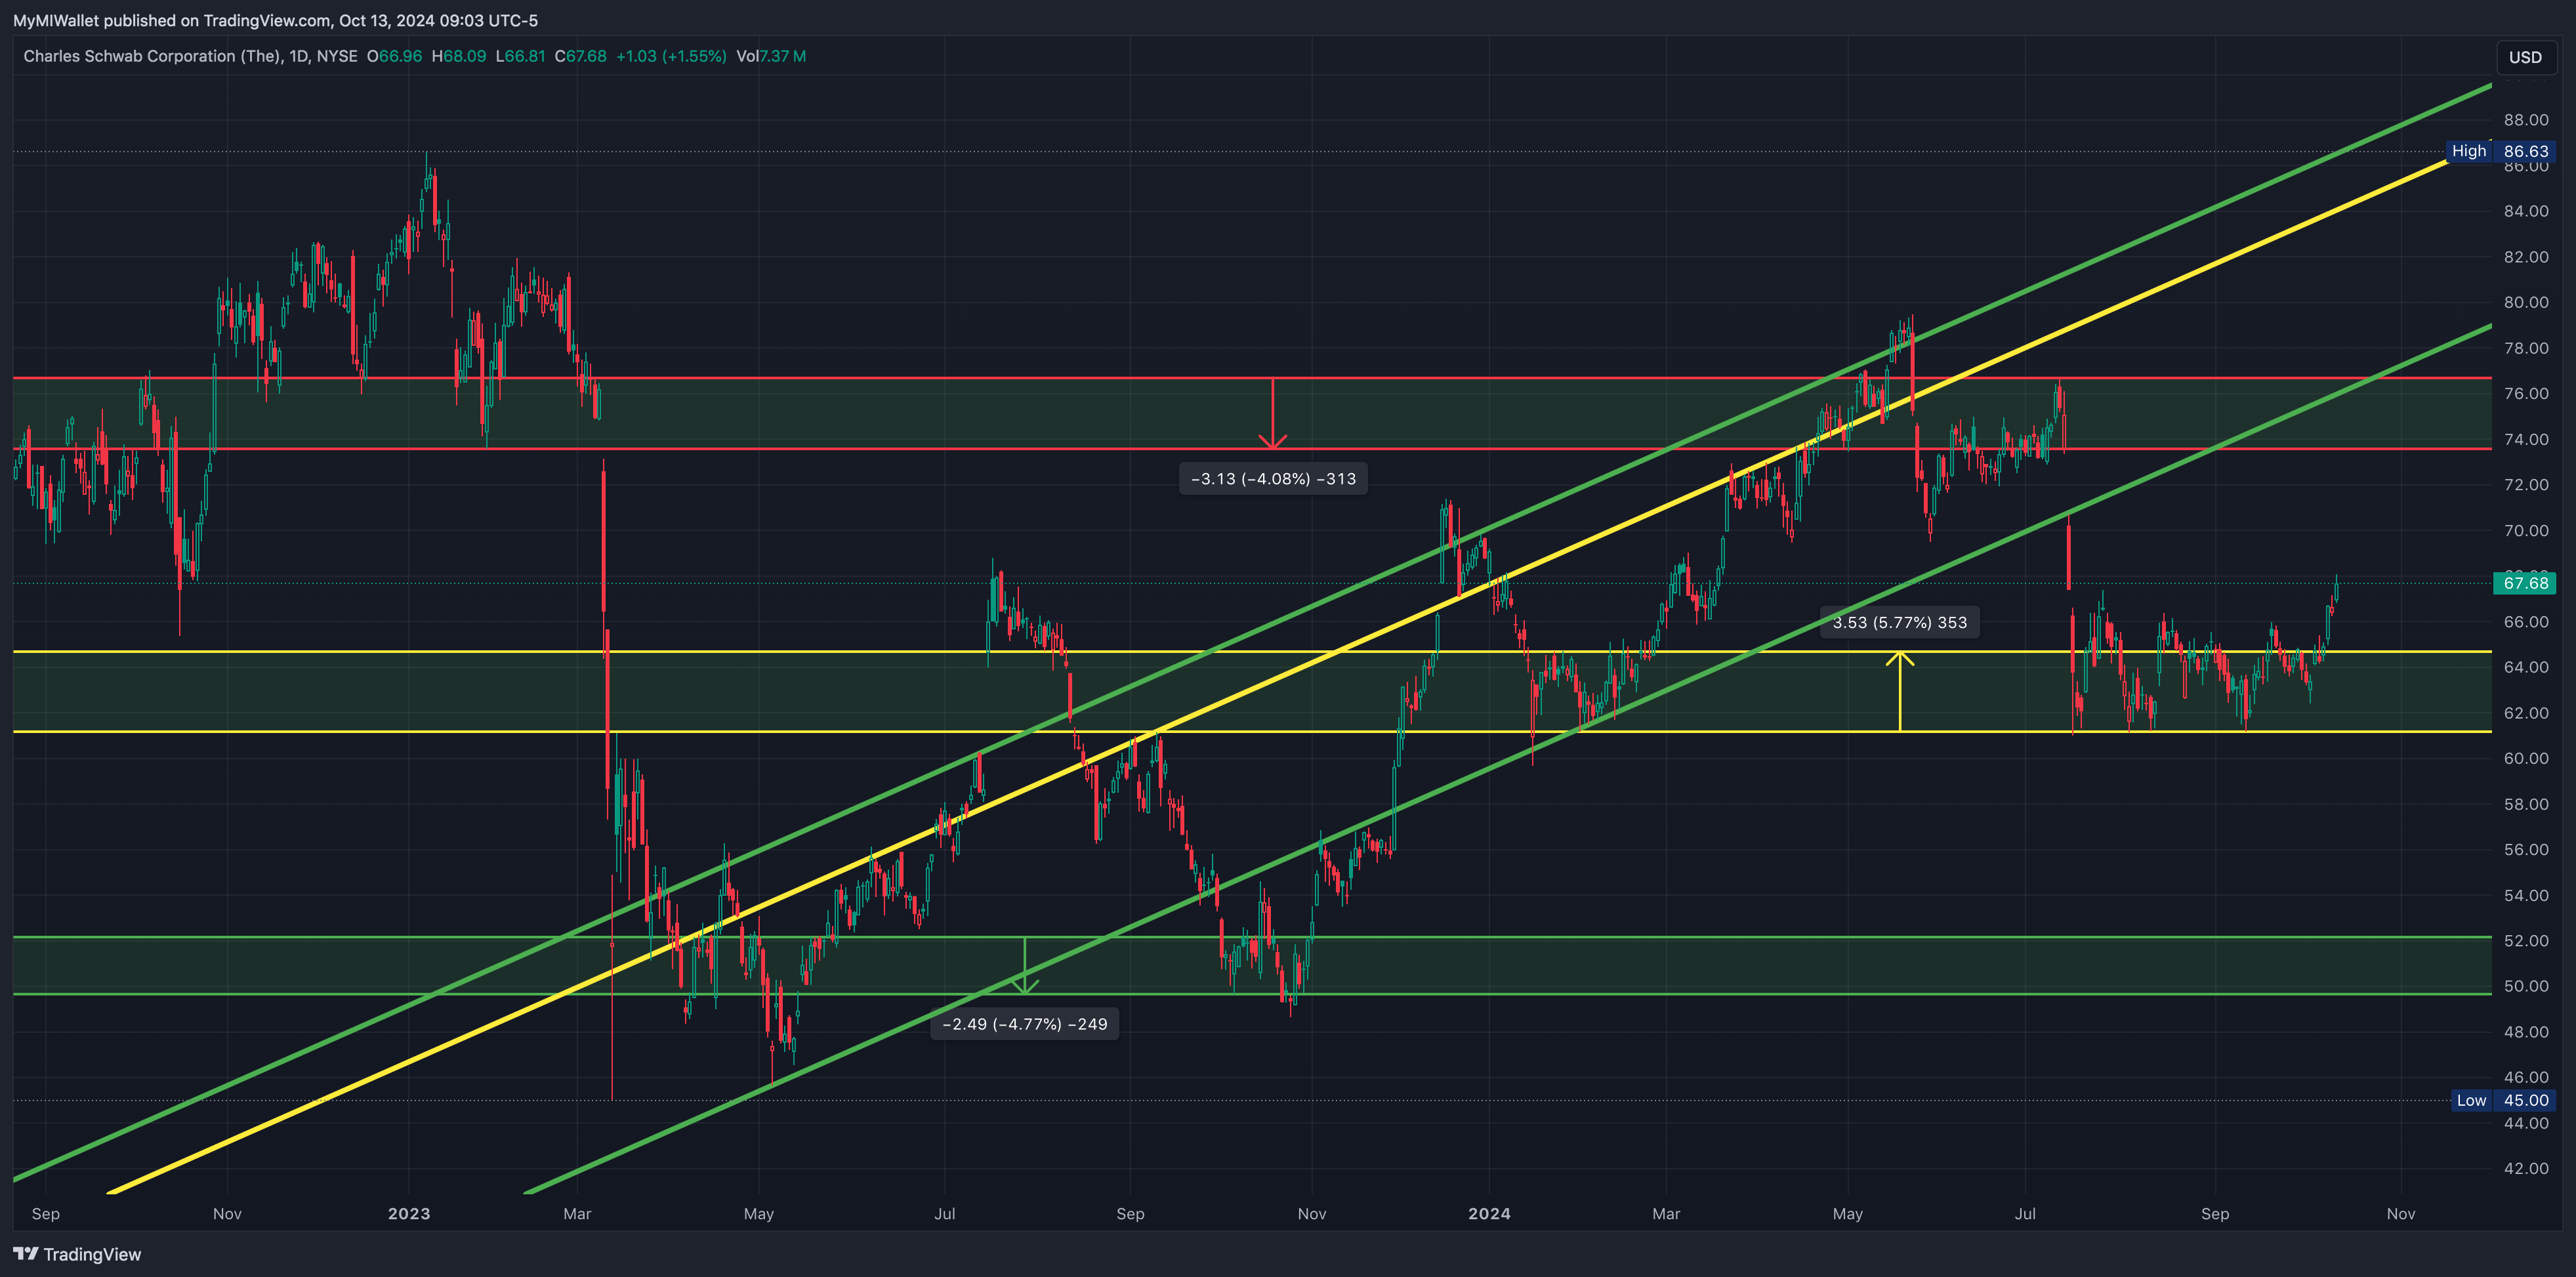 MyMIWallet published on TradingView.com, Oct 13, 2024 09:03 UTC-5
Charles Schwab Corporation (The), 1D, NYSE O66.96 H68.09 L66.81 C67.68 +1.03 (+1.55%) Vol7.37 M
USD
88.00
High 86.63
86.00
84.00
82.00
80.00
78.00
76.00
74.00
−3.13 (−4.08%) −313
72.00
70.00
67.68
3.53 (5.77%) 353
66.00
64.00
62.00
60.00
58.00
56.00
54.00
52.00
50.00
−2.49 (−4.77%) −249
48.00
46.00
Low 45.00
44.00
42.00
Sep Nov 2023 Mar May Jul Sep Nov 2024 Mar May Jul Sep Nov
TradingView